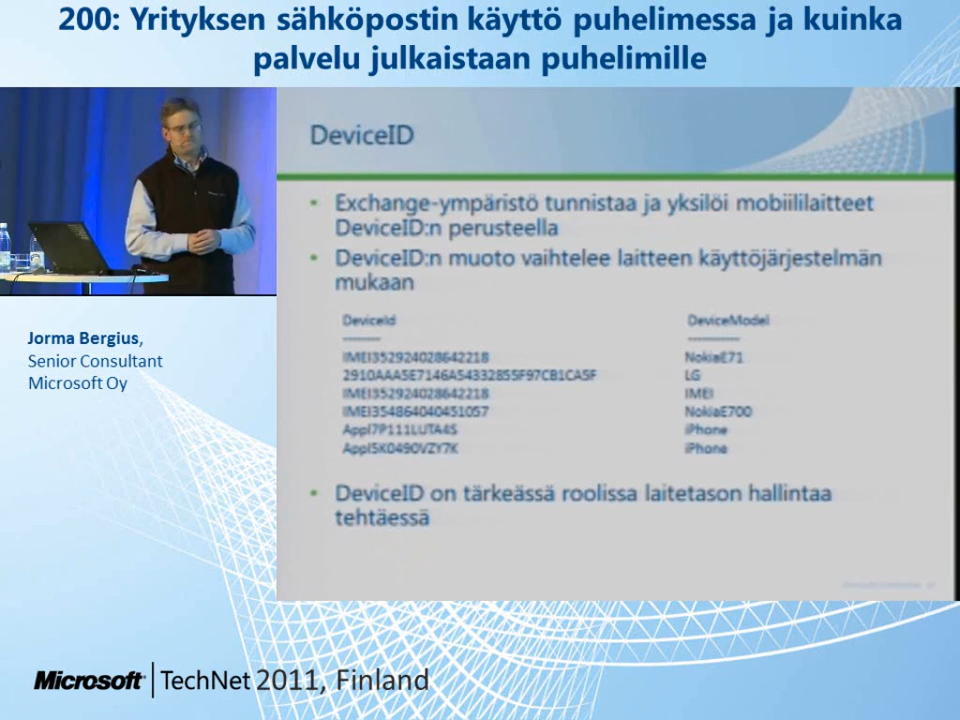 200: Yrityksen sähköpostin käyttö puhelimessa ja kuinka
palvelu julkaistaan puhelimille
DeviceID
• Exchange-ympäristö tunnistaa ja yksilöi mobiililaitteet
DeviceID:n perusteella
• DeviceID:n muoto vaihtelee laitteen käyttöjärjestelmän
mukaan
DeviceId DeviceModel
-------- -----------
IMEI352924028642218 NokiaE71
2910AAA5E7146A54332855F97CB1CA5F LG
IMEI352924028642218 IMEI
IMEI354864040451057 NokiaE700
Appl7P111LUTA4S iPhone
Appl5K0490VZY7K iPhone
• DeviceID on tärkeässä roolissa laitetason hallintaa
tehtäessä
Jorma Bergius,
Senior Consultant
Microsoft Oy
Microsoft | TechNet 2011, Finland